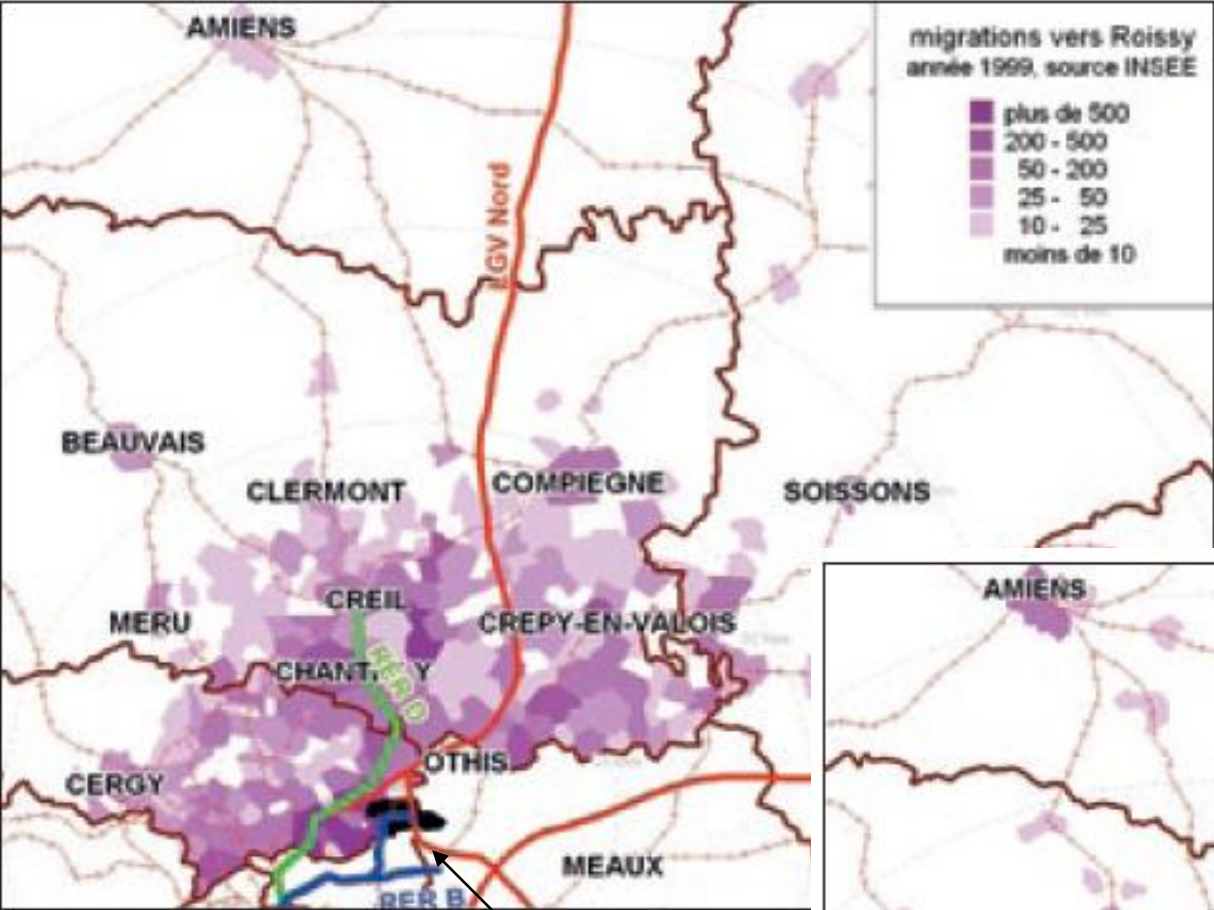 AMIENS
migrations vers Roissy
année 1999, source INSEE
plus de 500
200 - 500
50 - 200
25 - 50
10 - 25
moins de 10
LGV Nord
BEAUVAIS
CLERMONT
COMPIEGNE
SOISSONS
CREIL
MERU
CREPY-EN-VALOIS
CHANT Y
RER D
OTHIS
CERGY
MEAUX
RER B
AMIENS